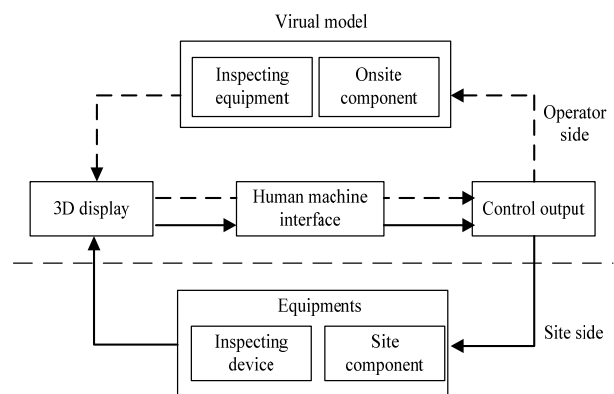 Virual model
Inspecting
equipment
Onsite
component
Operator
side
3D display
Human machine
interface
Control output
Equipments
Inspecting
device
Site
component
Site side